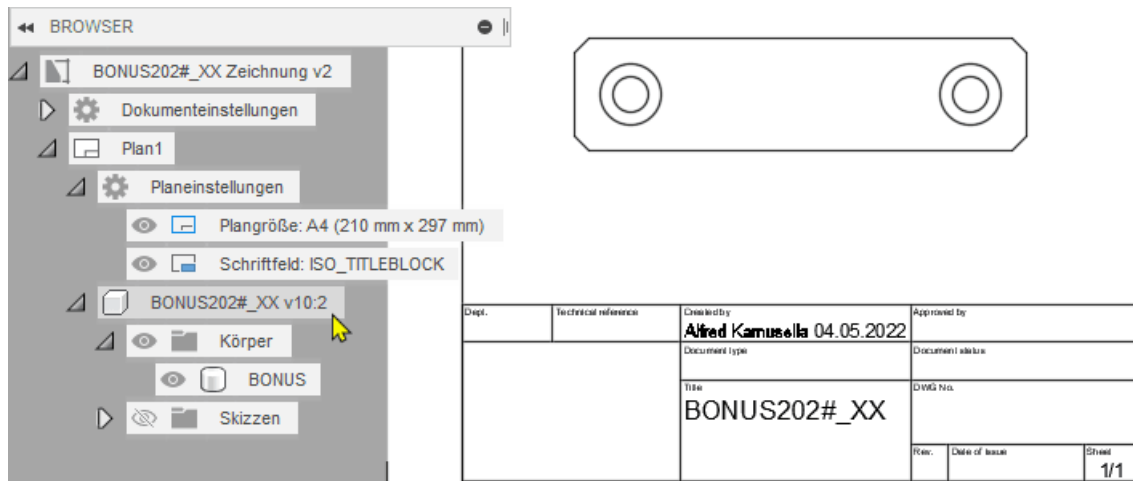 BROWSER
BONUS202#_XX Zeichnung v2
Dokumenteinstellungen
Plan1
Planeinstellungen
Plangröße: A4 (210 mm x 297 mm)
Schriftfeld: ISO_TITLEBLOCK
BONUS202#_XX v10:2
Körper
BONUS
Skizzen
Dept.
Technical reference
Created by
Alfred Kamusella 04.05.2022
Approved by
Document type
Document status
Title
BONUS202#_XX
DWG No.
Rev.
Date of issue
Sheet
1/1